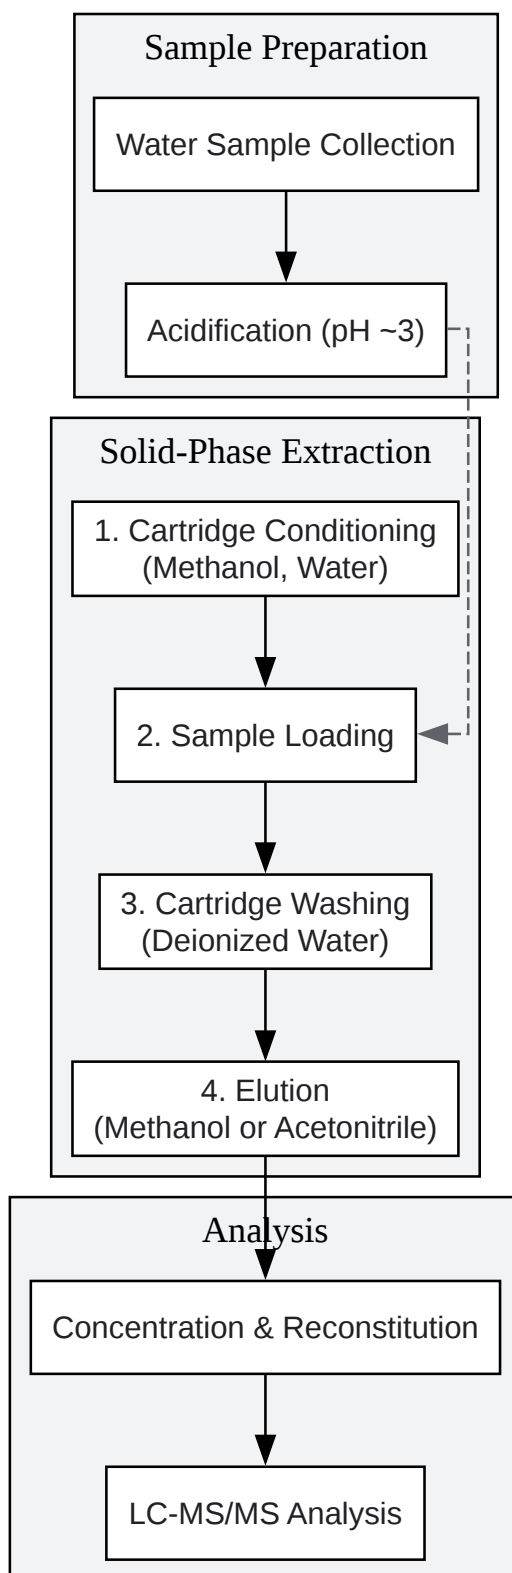 Sample Preparation
Water Sample Collection
Acidification (pH ~3)
Solid-Phase Extraction
1. Cartridge Conditioning
(Methanol, Water)
2. Sample Loading
3. Cartridge Washing
(Deionized Water)
4. Elution
(Methanol or Acetonitrile)
Analysis
Concentration & Reconstitution
LC-MS/MS Analysis